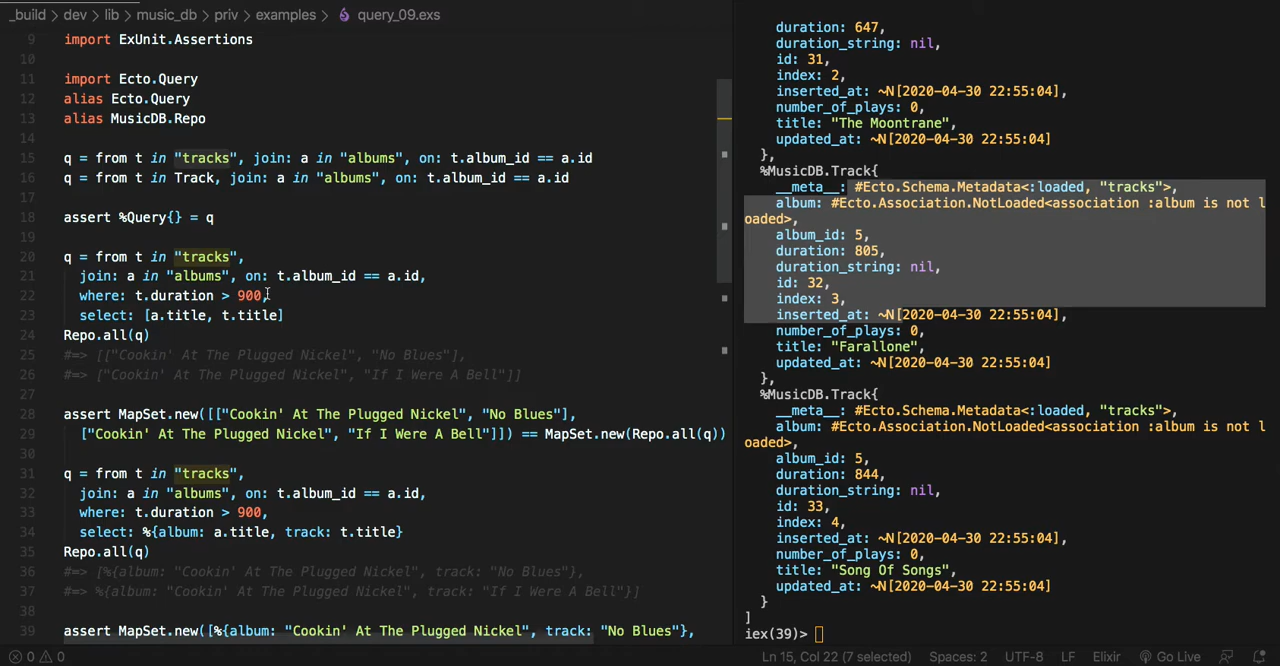 _build > dev > lib > music_db > priv > examples > query_09.exs
9 import ExUnit.Assertions
10
11 import Ecto.Query
12 alias Ecto.Query
13 alias MusicDB.Repo
14
15 q = from t in "tracks", join: a in "albums", on: t.album_id == a.id
16 q = from t in Track, join: a in "albums", on: t.album_id == a.id
17
18 assert %Query{} = q
19
20 q = from t in "tracks",
21 join: a in "albums", on: t.album_id == a.id,
22 where: t.duration > 900,
23 select: [a.title, t.title]
24 Repo.all(q)
25 #=> [["Cookin' At The Plugged Nickel", "No Blues"],
26 #=> ["Cookin' At The Plugged Nickel", "If I Were A Bell"]]
27
28 assert MapSet.new([["Cookin' At The Plugged Nickel", "No Blues"],
29 ["Cookin' At The Plugged Nickel", "If I Were A Bell"]]) == MapSet.new(Repo.all(q))
30
31 q = from t in "tracks",
32 join: a in "albums", on: t.album_id == a.id,
33 where: t.duration > 900,
34 select: %{album: a.title, track: t.title}
35 Repo.all(q)
36 #=> [%{album: "Cookin' At The Plugged Nickel", track: "No Blues"},
37 #=> %{album: "Cookin' At The Plugged Nickel", track: "If I Were A Bell"}]
38
39 assert MapSet.new([%{album: "Cookin' At The Plugged Nickel", track: "No Blues"},
duration: 647,
duration_string: nil,
id: 31,
index: 2,
inserted_at: ~N[2020-04-30 22:55:04],
number_of_plays: 0,
title: "The Moontrane",
updated_at: ~N[2020-04-30 22:55:04]
},
%MusicDB.Track{
__meta__: #Ecto.Schema.Metadata<:loaded, "tracks">,
album: #Ecto.Association.NotLoaded<association :album is not l
oaded>,
album_id: 5,
duration: 805,
duration_string: nil,
id: 32,
index: 3,
inserted_at: ~N[2020-04-30 22:55:04],
number_of_plays: 0,
title: "Farallone",
updated_at: ~N[2020-04-30 22:55:04]
},
%MusicDB.Track{
__meta__: #Ecto.Schema.Metadata<:loaded, "tracks">,
album: #Ecto.Association.NotLoaded<association :album is not l
oaded>,
album_id: 5,
duration: 844,
duration_string: nil,
id: 33,
index: 4,
inserted_at: ~N[2020-04-30 22:55:04],
number_of_plays: 0,
title: "Song Of Songs",
updated_at: ~N[2020-04-30 22:55:04]
}
]
iex(39)>
0 0 Ln 15, Col 22 (7 selected) Spaces: 2 UTF-8 LF Elixir Go Live